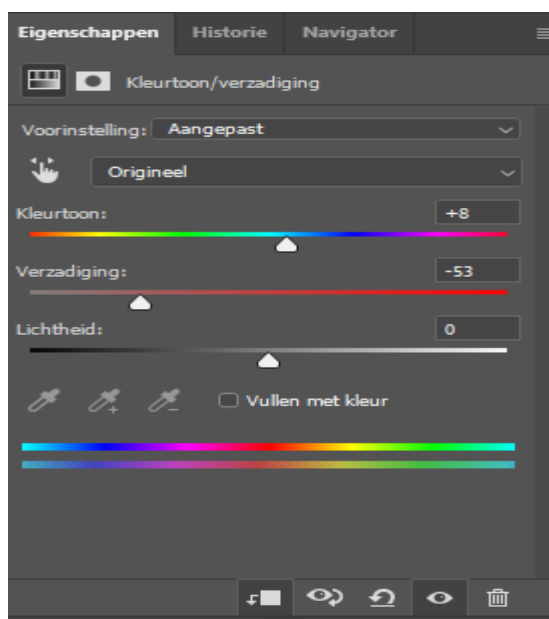 Eigenschappen Historie Navigator
Kleurtoon/verzadiging
Voorinstelling: Aangepast
Origineel
Kleurtoon: +8
Verzadiging: -53
Lichtheid: 0
Vullen met kleur